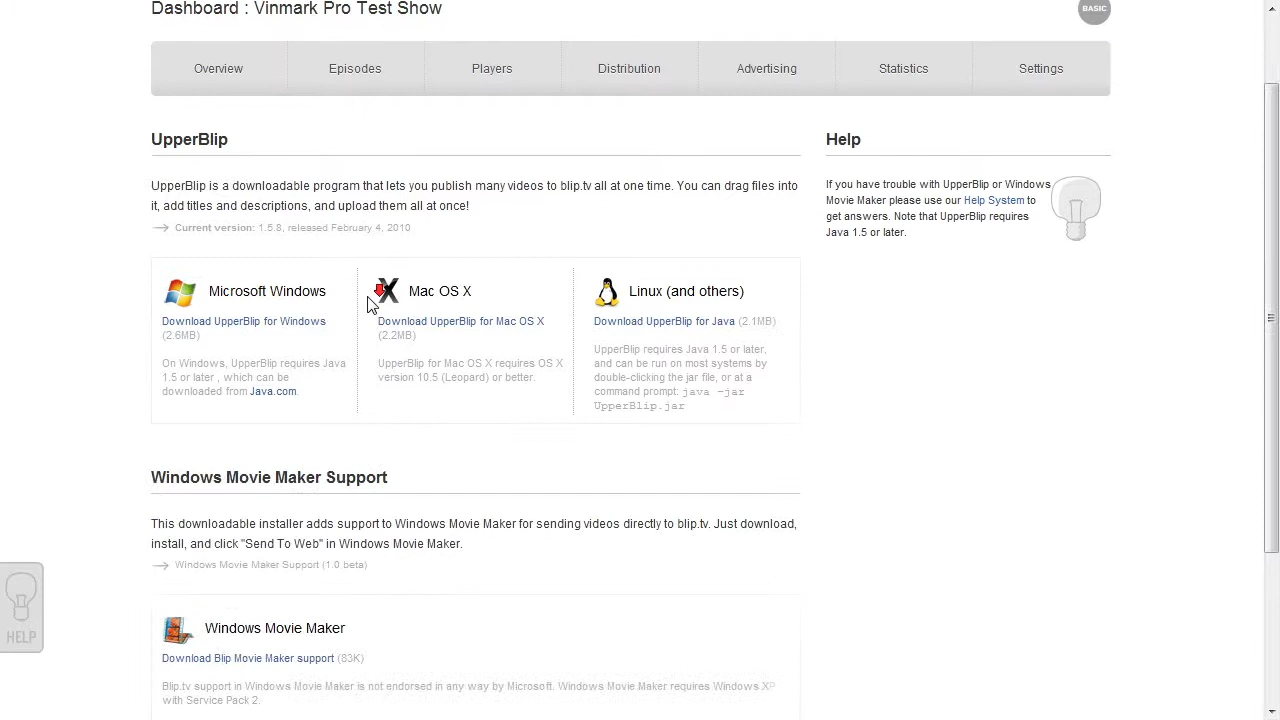 Dashboard : Vinmark Pro Test Show
BASIC
Overview
Episodes
Players
Distribution
Advertising
Statistics
Settings
UpperBlip
UpperBlip is a downloadable program that lets you publish many videos to blip.tv all at one time. You can drag files into
it, add titles and descriptions, and upload them all at once!
Current version: 1.5.8, released February 4, 2010
Microsoft Windows
Download UpperBlip for Windows
(2.6MB)
On Windows, UpperBlip requires Java
1.5 or later , which can be
downloaded from Java.com.
Mac OS X
Download UpperBlip for Mac OS X
(2.2MB)
UpperBlip for Mac OS X requires OS X
version 10.5 (Leopard) or better.
Linux (and others)
Download UpperBlip for Java (2.1MB)
UpperBlip requires Java 1.5 or later,
and can be run on most systems by
double-clicking the jar file, or at a
command prompt: java -jar
UpperBlip.jar
Help
If you have trouble with UpperBlip or Windows
Movie Maker please use our Help System to
get answers. Note that UpperBlip requires
Java 1.5 or later.
Windows Movie Maker Support
This downloadable installer adds support to Windows Movie Maker for sending videos directly to blip.tv. Just download,
install, and click "Send To Web" in Windows Movie Maker.
Windows Movie Maker Support (1.0 beta)
Windows Movie Maker
Download Blip Movie Maker support (83K)
Blip.tv support in Windows Movie Maker is not endorsed in any way by Microsoft. Windows Movie Maker requires Windows XP
with Service Pack 2.
HELP